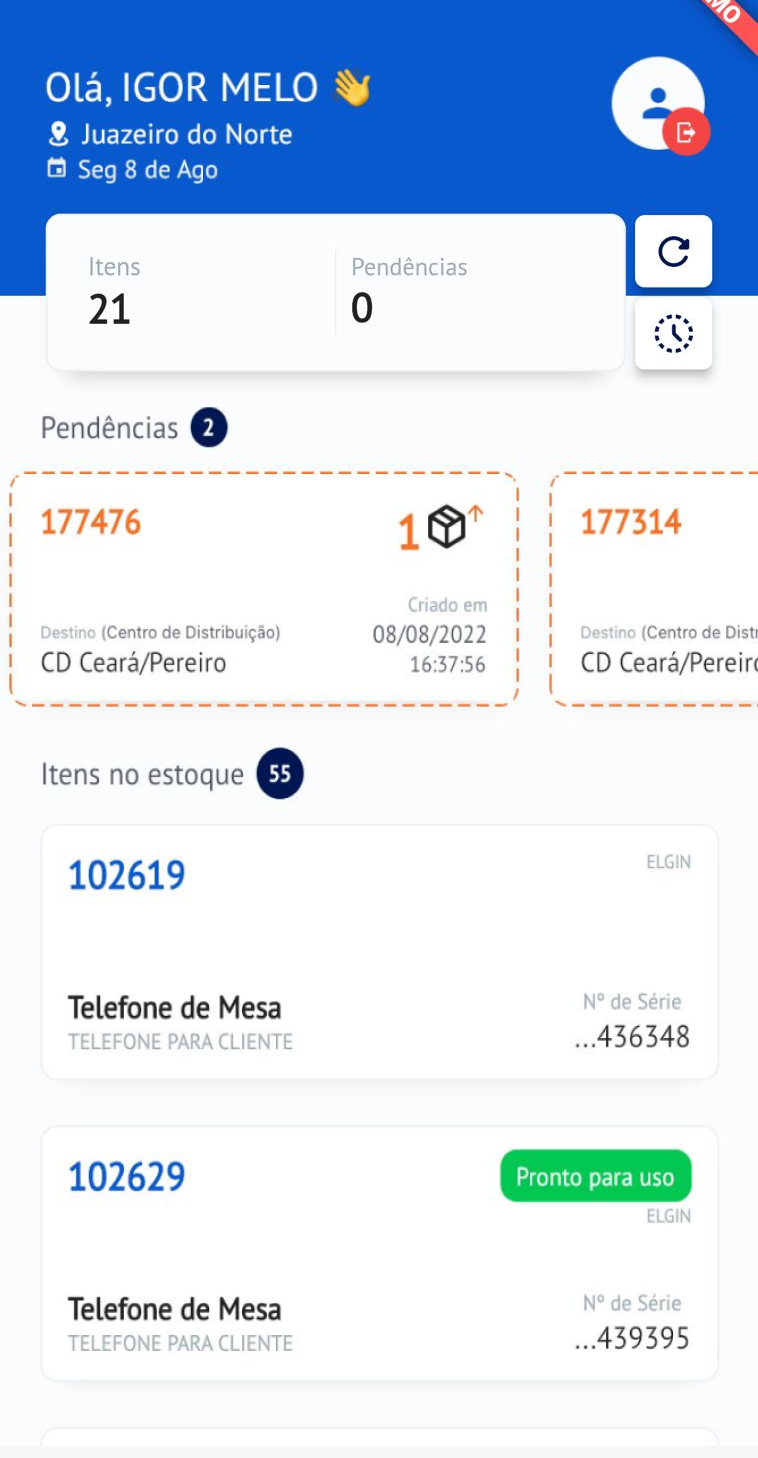 MO
Olá, IGOR MELO 👋
Juazeiro do Norte
Seg 8 de Ago
Itens
21
Pendências
0
Pendências 2
177476
1
Criado em
Destino (Centro de Distribuição)
08/08/2022
CD Ceará/Pereiro
16:37:56
177314
Destino (Centro de Distr
CD Ceará/Pereiro
Itens no estoque 55
102619
ELGIN
Telefone de Mesa
TELEFONE PARA CLIENTE
Nº de Série
...436348
102629
Pronto para uso
ELGIN
Telefone de Mesa
TELEFONE PARA CLIENTE
Nº de Série
...439395